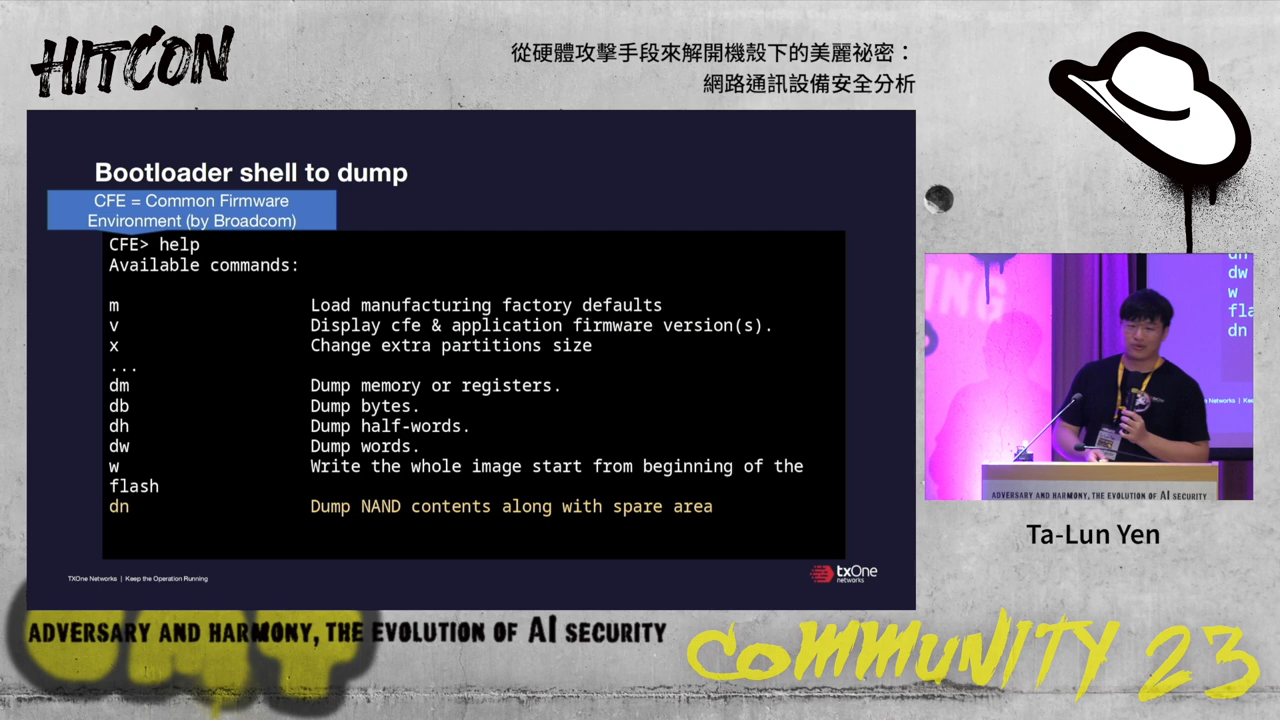 HITCON
從硬體攻擊手段來解開機殼下的美麗祕密：
網路通訊設備安全分析
Bootloader shell to dump
CFE = Common Firmware
Environment (by Broadcom)
CFE> help
Available commands:
m Load manufacturing factory defaults
v Display cfe & application firmware version(s).
x Change extra partitions size
...
dm Dump memory or registers.
db Dump bytes.
dh Dump half-words.
dw Dump words.
w Write the whole image start from beginning of the
flash
dn Dump NAND contents along with spare area
TXOne Networks | Keep the Operation Running
txOne
networks
dw
w
fla
dn
ADVERSARY AND HARMONY, THE EVOLUTION OF AI SECURITY
Ta-Lun Yen
ADVERSARY AND HARMONY, THE EVOLUTION OF AI SECURITY
COMMUNITY 23